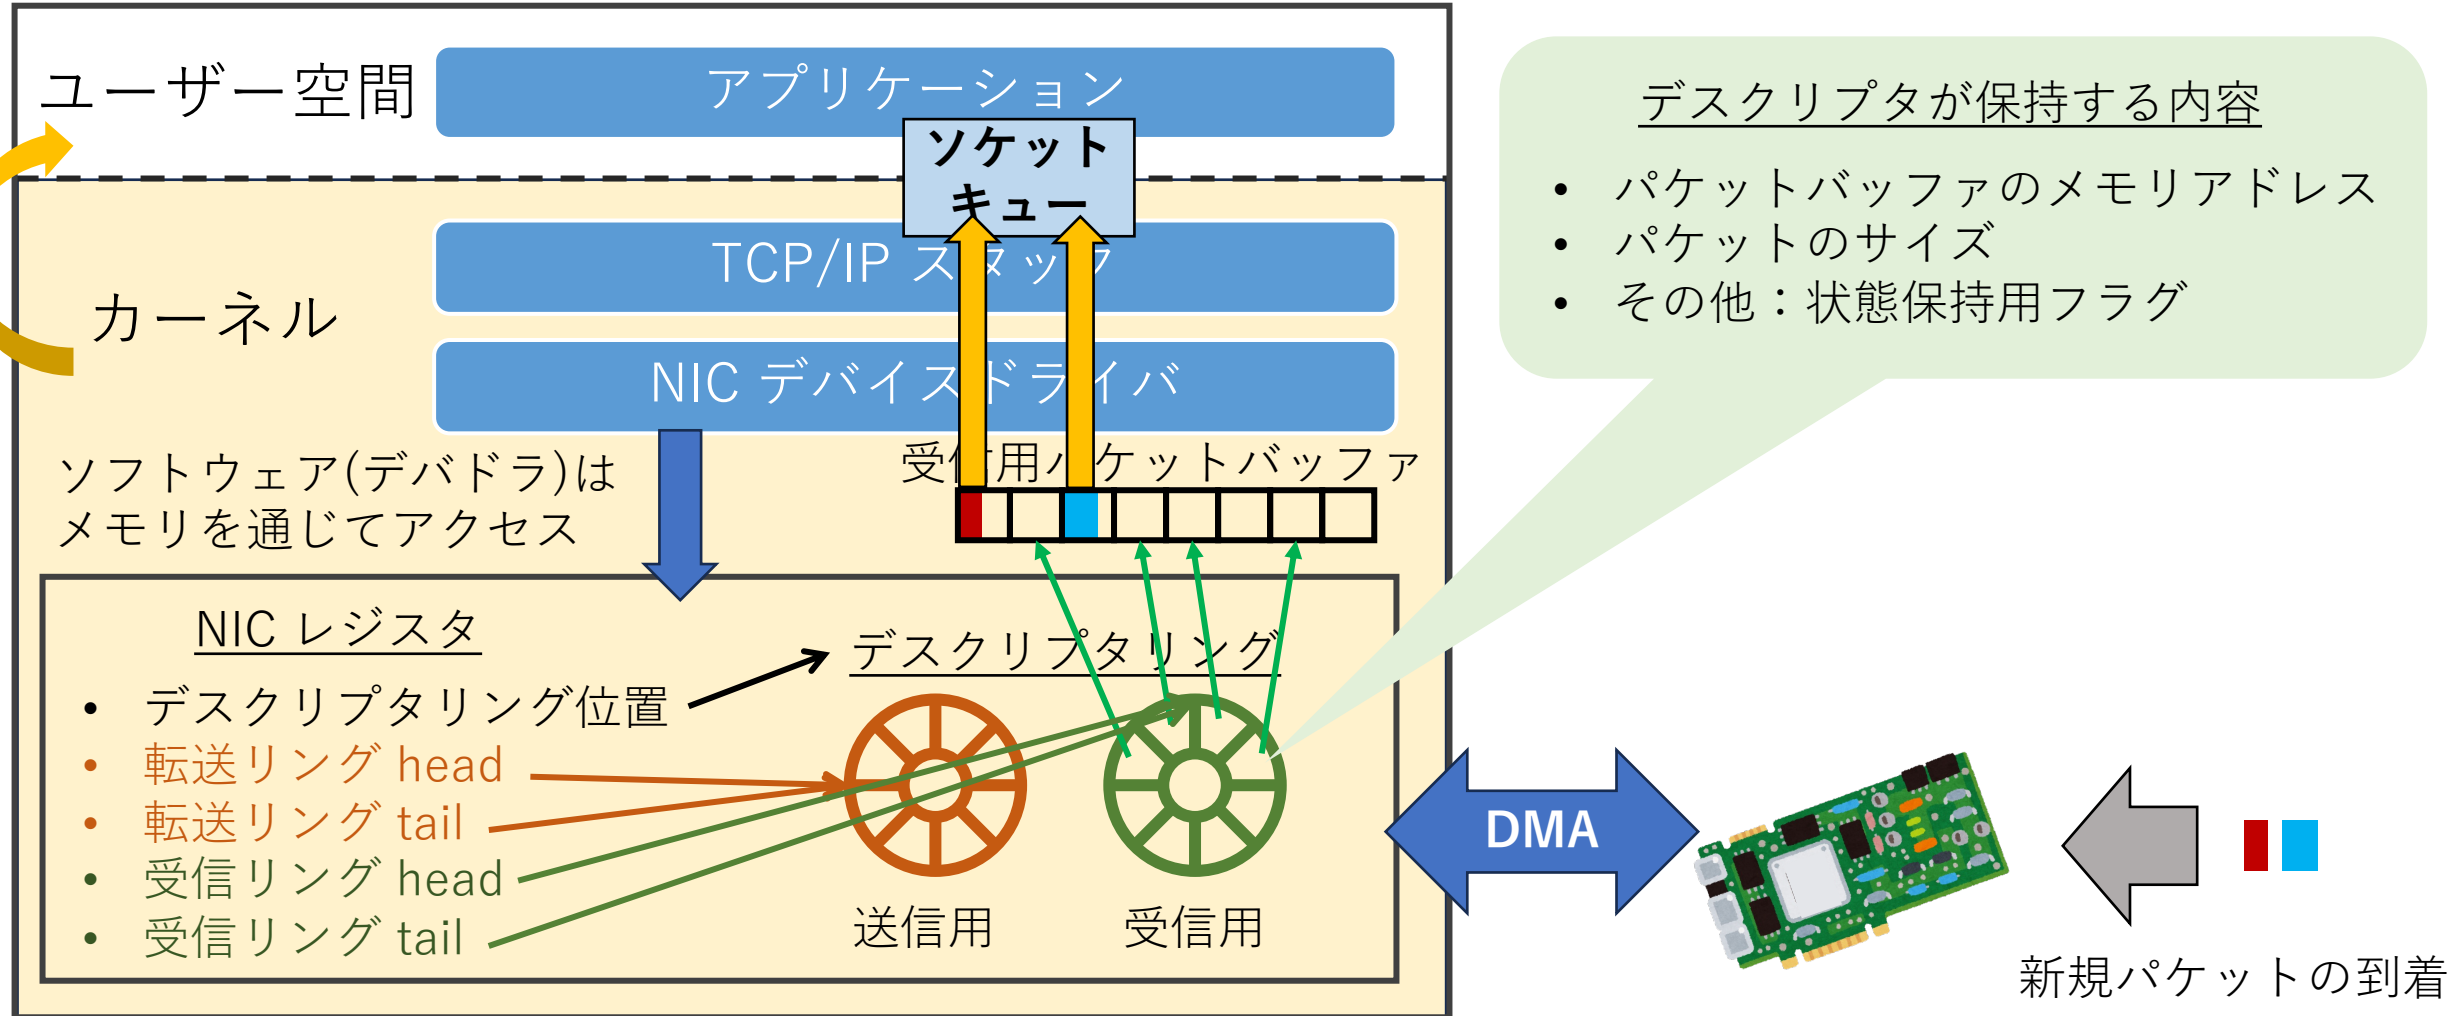 ユーザー空間
アプリケーション
ソケット
キュー
TCP/IP スタック
カーネル
NIC デバイスドライバ
ソフトウェア(デバドラ)は
メモリを通じてアクセス
受信用パケットバッファ
NIC レジスタ
• デスクリプタリング位置
• 転送リング head
• 転送リング tail
• 受信リング head
• 受信リング tail
デスクリプタリング
送信用
受信用
デスクリプタが保持する内容
• パケットバッファのメモリアドレス
• パケットのサイズ
• その他：状態保持用フラグ
DMA
新規パケットの到着